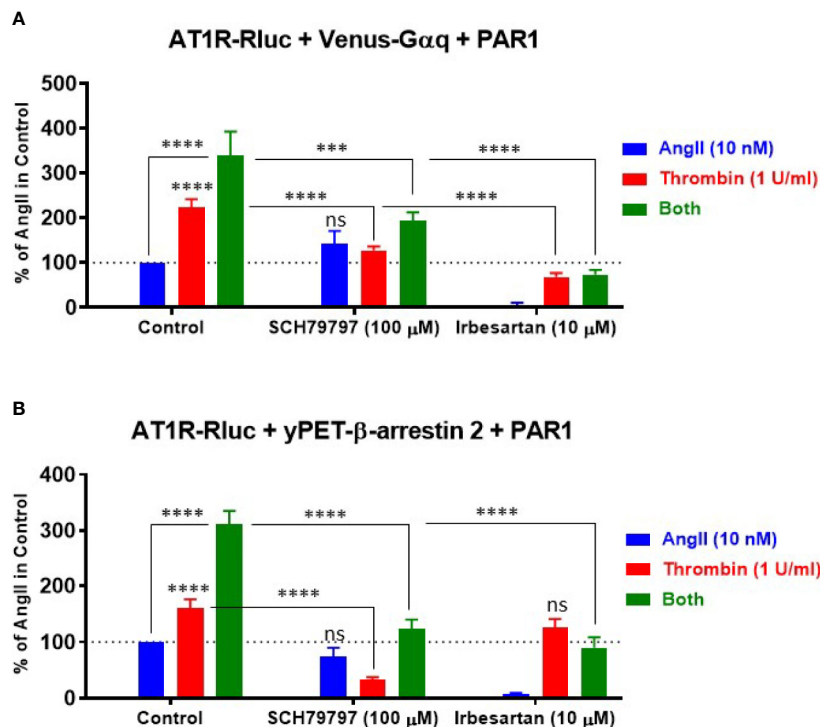 A
AT1R-Rluc + Venus-Gαq + PAR1
% of AngII in Control
500
400
300
200
100
0
****
****
***
****
ns
****
****
Control
SCH79797 (100 μM)
Irbesartan (10 μM)
AngII (10 nM)
Thrombin (1 U/ml)
Both
B
AT1R-Rluc + yPET-β-arrestin 2 + PAR1
% of AngII in Control
400
300
200
100
0
****
****
****
****
ns
****
ns
Control
SCH79797 (100 μM)
Irbesartan (10 μM)
AngII (10 nM)
Thrombin (1 U/ml)
Both